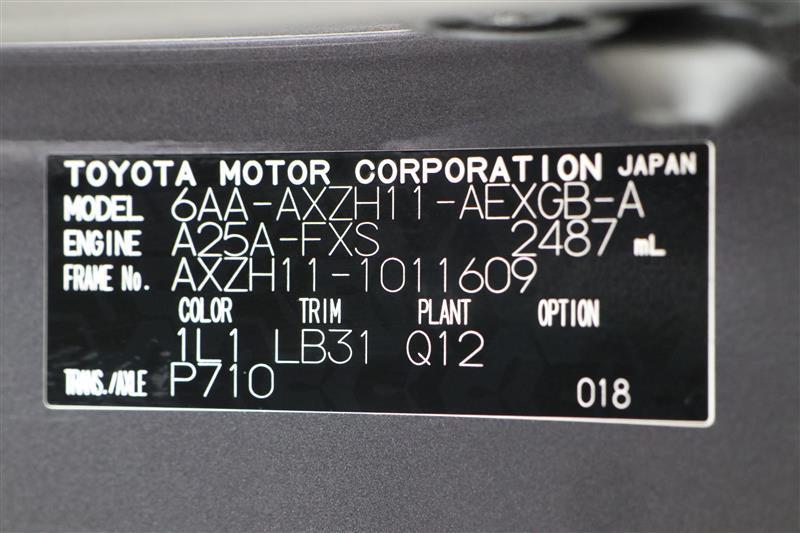 TOYOTA MOTOR CORPORATION JAPAN
MODEL 6AA-AXZH11-AEXGB-A
ENGINE A25A-FXS 2487 mL
FRAME No. AXZH11-1011609
COLOR TRIM PLANT OPTION
1L1 LB31 Q12
TRANS./AXLE P710 018